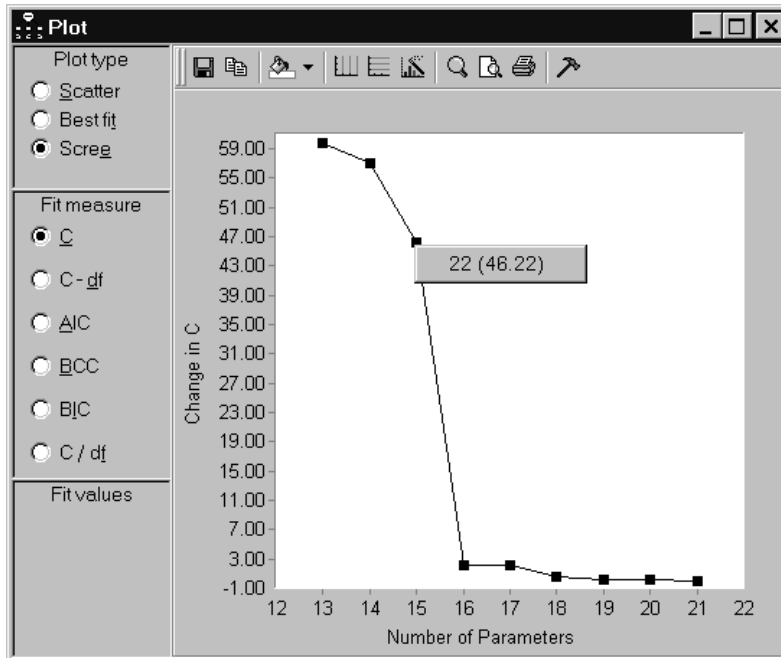 Plot
Plot type
Scatter
Best fit
Scree
Fit measure
C
C - df
AIC
BCC
BIC
C / df
Fit values
59.00
55.00
51.00
47.00
43.00
39.00
35.00
31.00
27.00
23.00
19.00
15.00
11.00
7.00
3.00
-1.00
Change in C
22 (46.22)
12 13 14 15 16 17 18 19 20 21 22
Number of Parameters